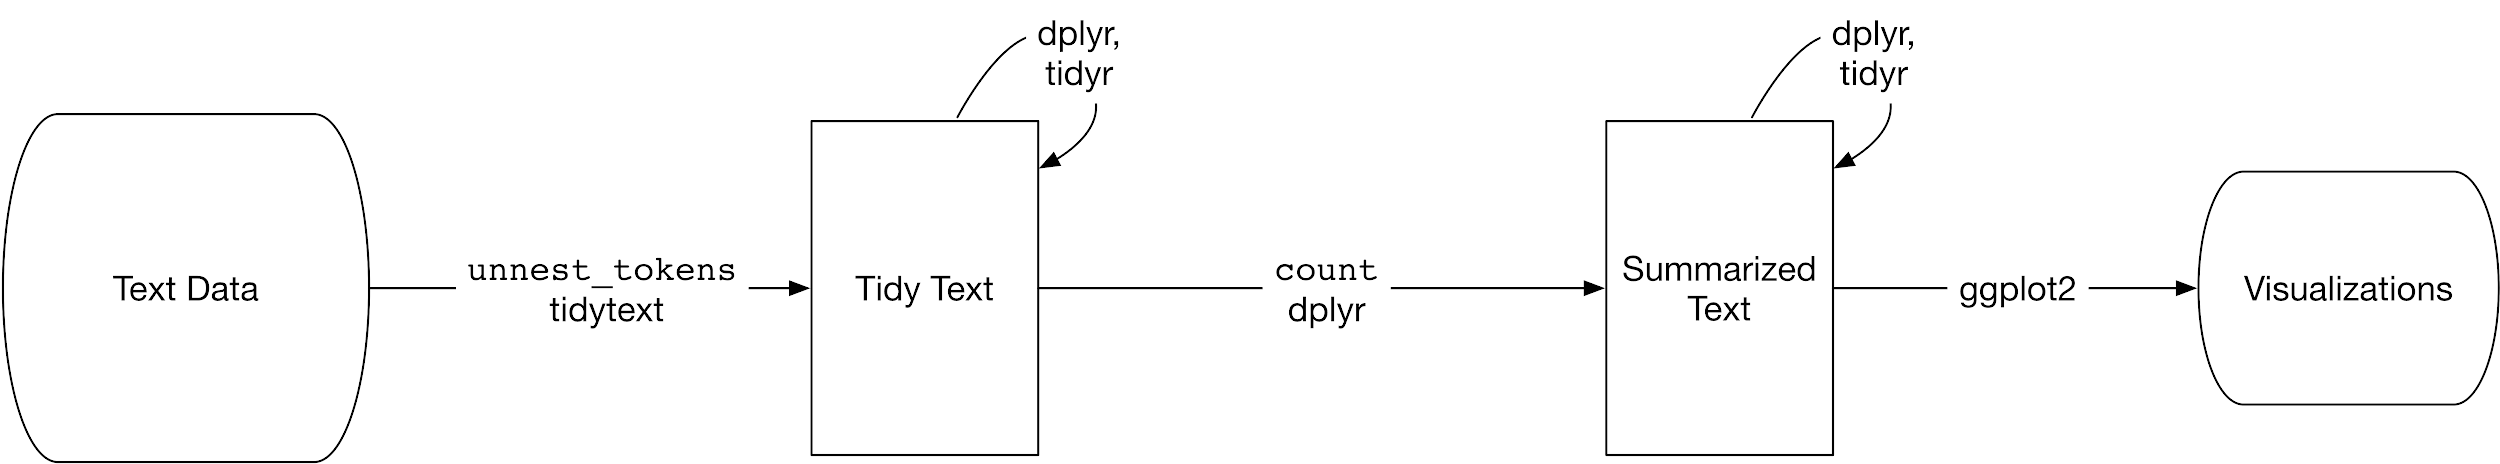 Text Data
unnest_tokens
tidytext
Tidy Text
dplyr,
tidyr
count
dplyr
Summarized
Text
dplyr,
tidyr
ggplot2
Visualizations